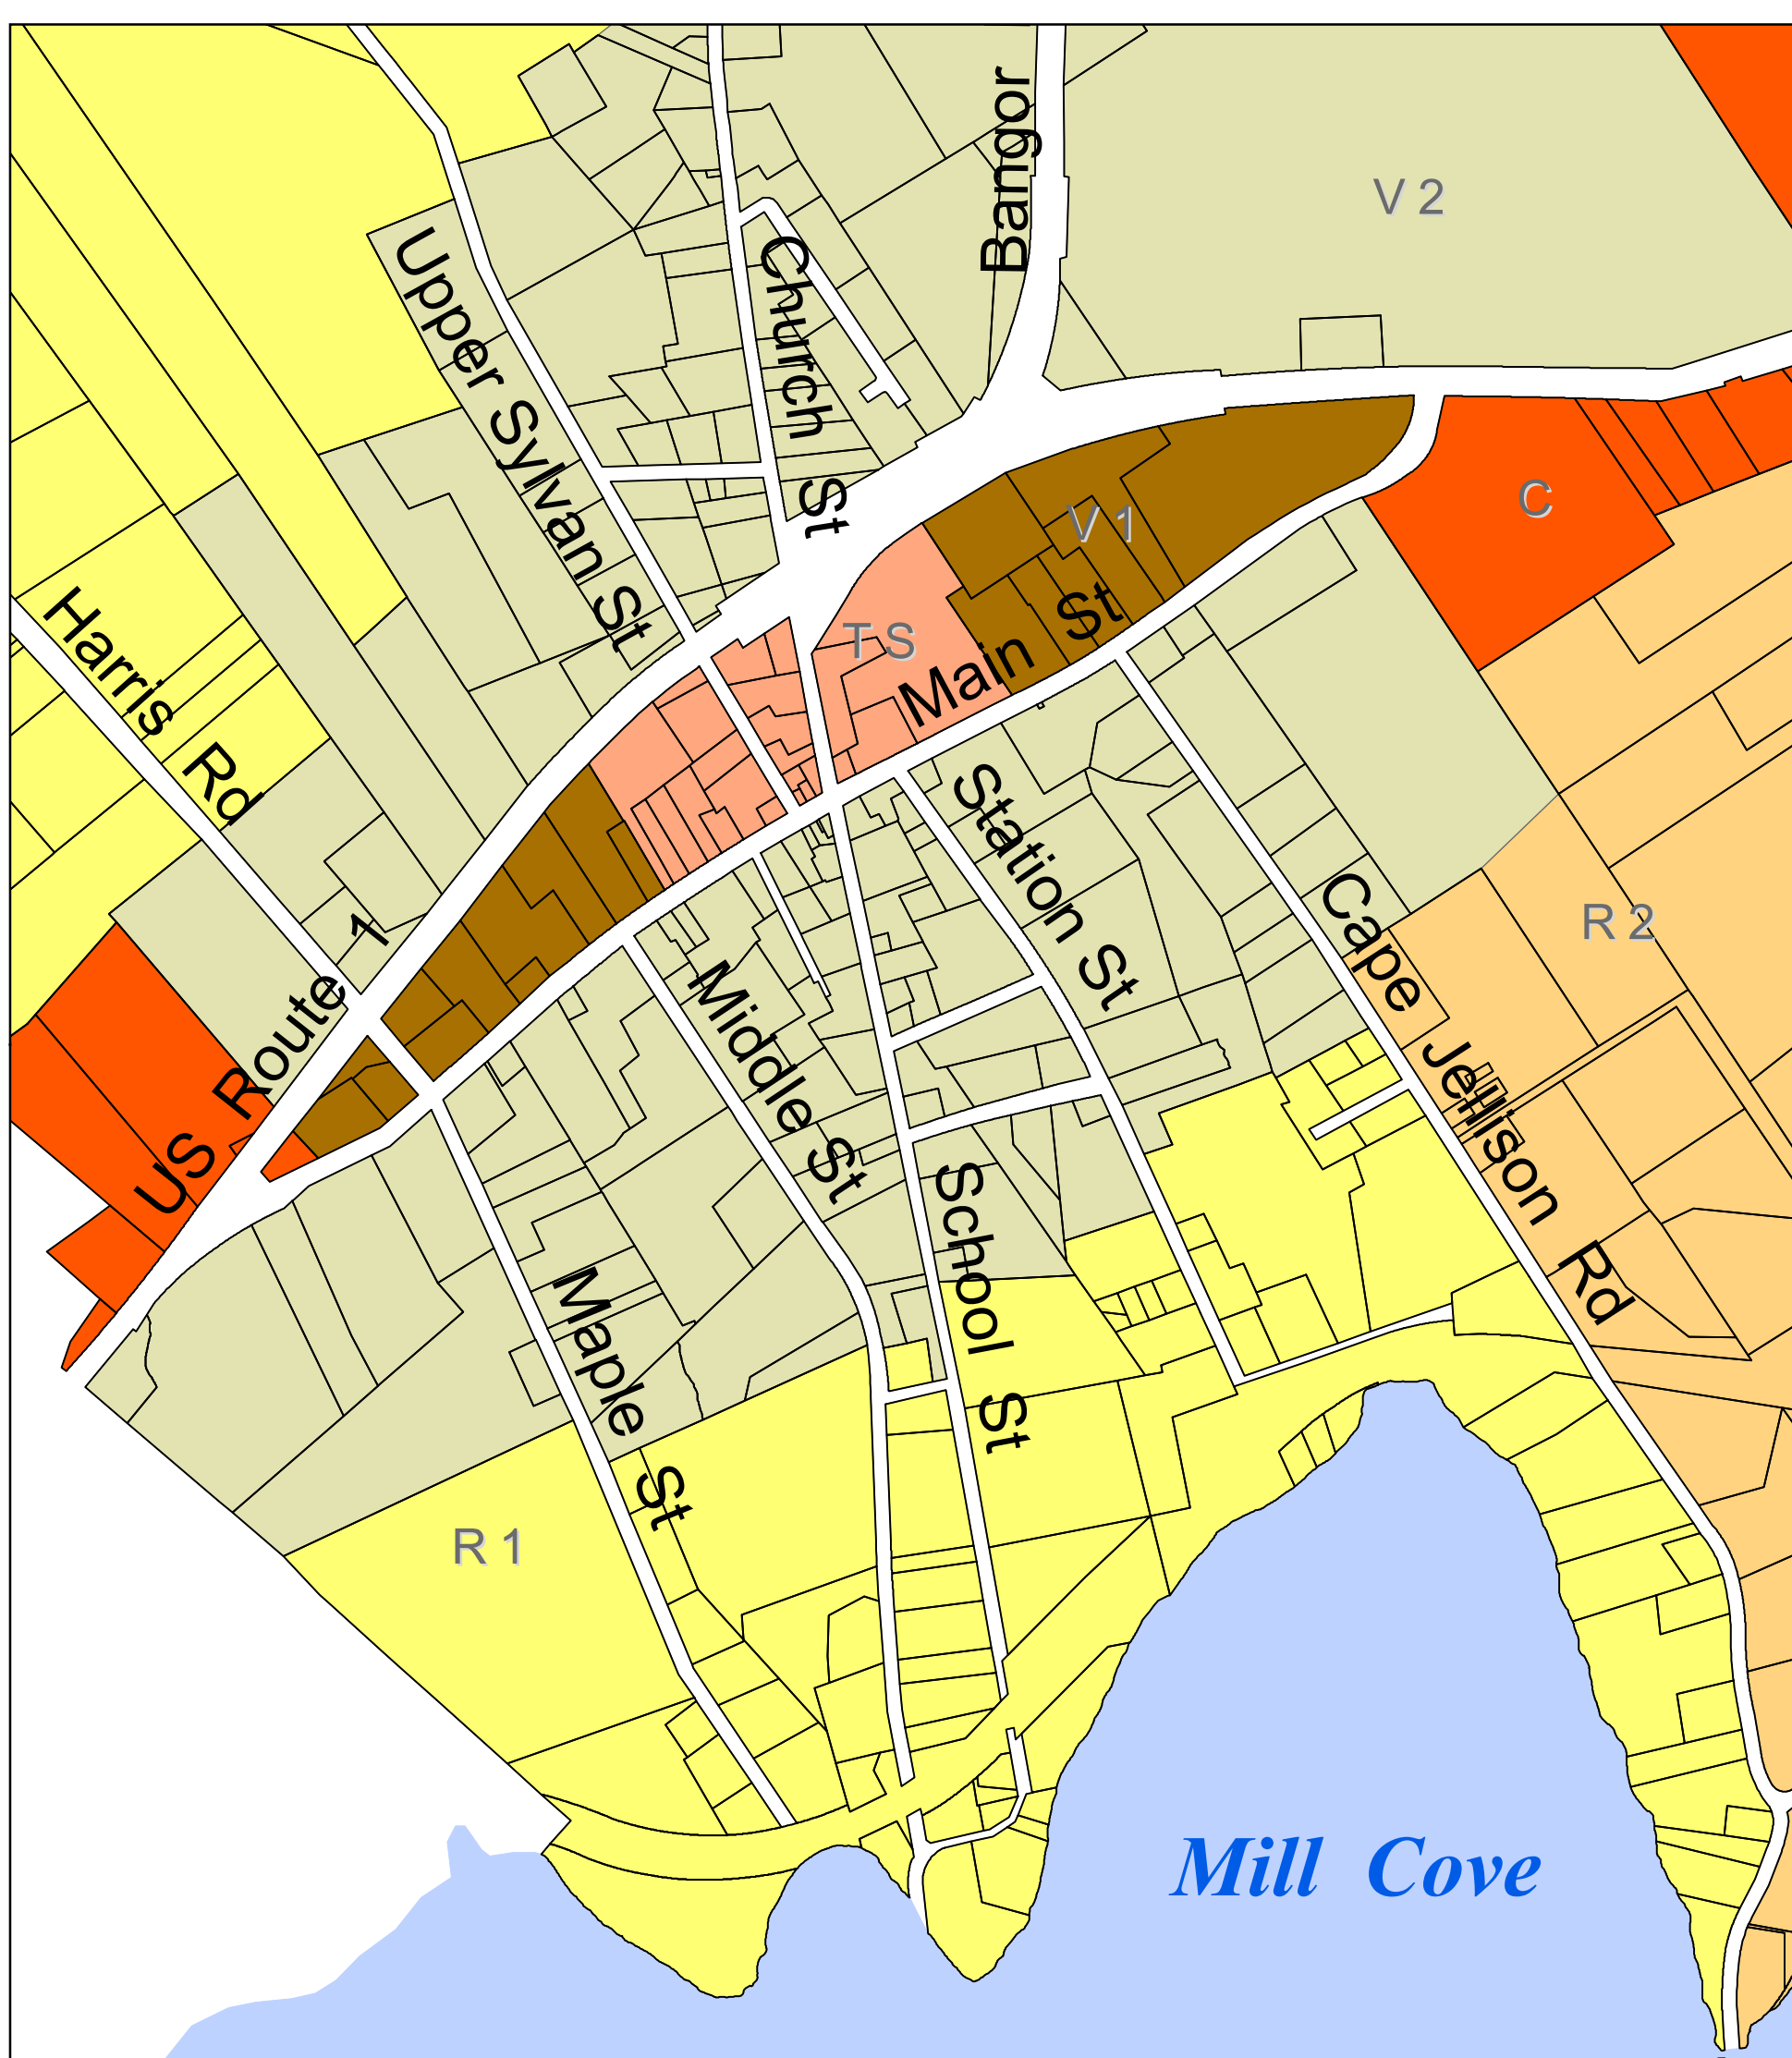 Bangor
V 2
Upper Sylvan St
Church St
C
V 1
Harris Rd
T S
Main St
Station St
Cape Jellison Rd
R 2
US Route 1
Middle St
School St
Maple St
R 1
Mill Cove